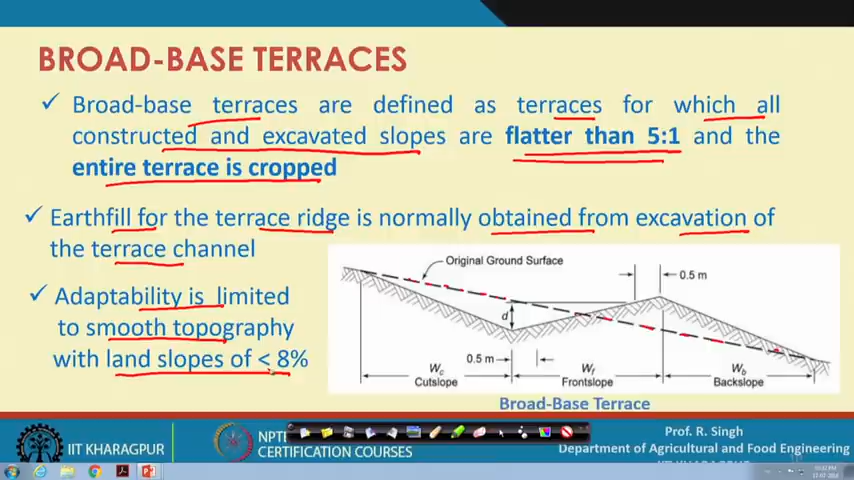 BROAD-BASE TERRACES
✓ Broad-base terraces are defined as terraces for which all
constructed and excavated slopes are flatter than 5:1 and the
entire terrace is cropped
✓ Earthfill for the terrace ridge is normally obtained from excavation of
the terrace channel
✓ Adaptability is limited
to smooth topography
with land slopes of < 8%
Original Ground Surface
0.5 m
d
0.5 m
Wc
Cutslope
Wf
Frontslope
Wb
Backslope
Broad-Base Terrace
IIT KHARAGPUR
NPTE
CERTIFICATION COURSES
Prof. R. Singh
Department of Agricultural and Food Engineering
IIT KHARAGPUR